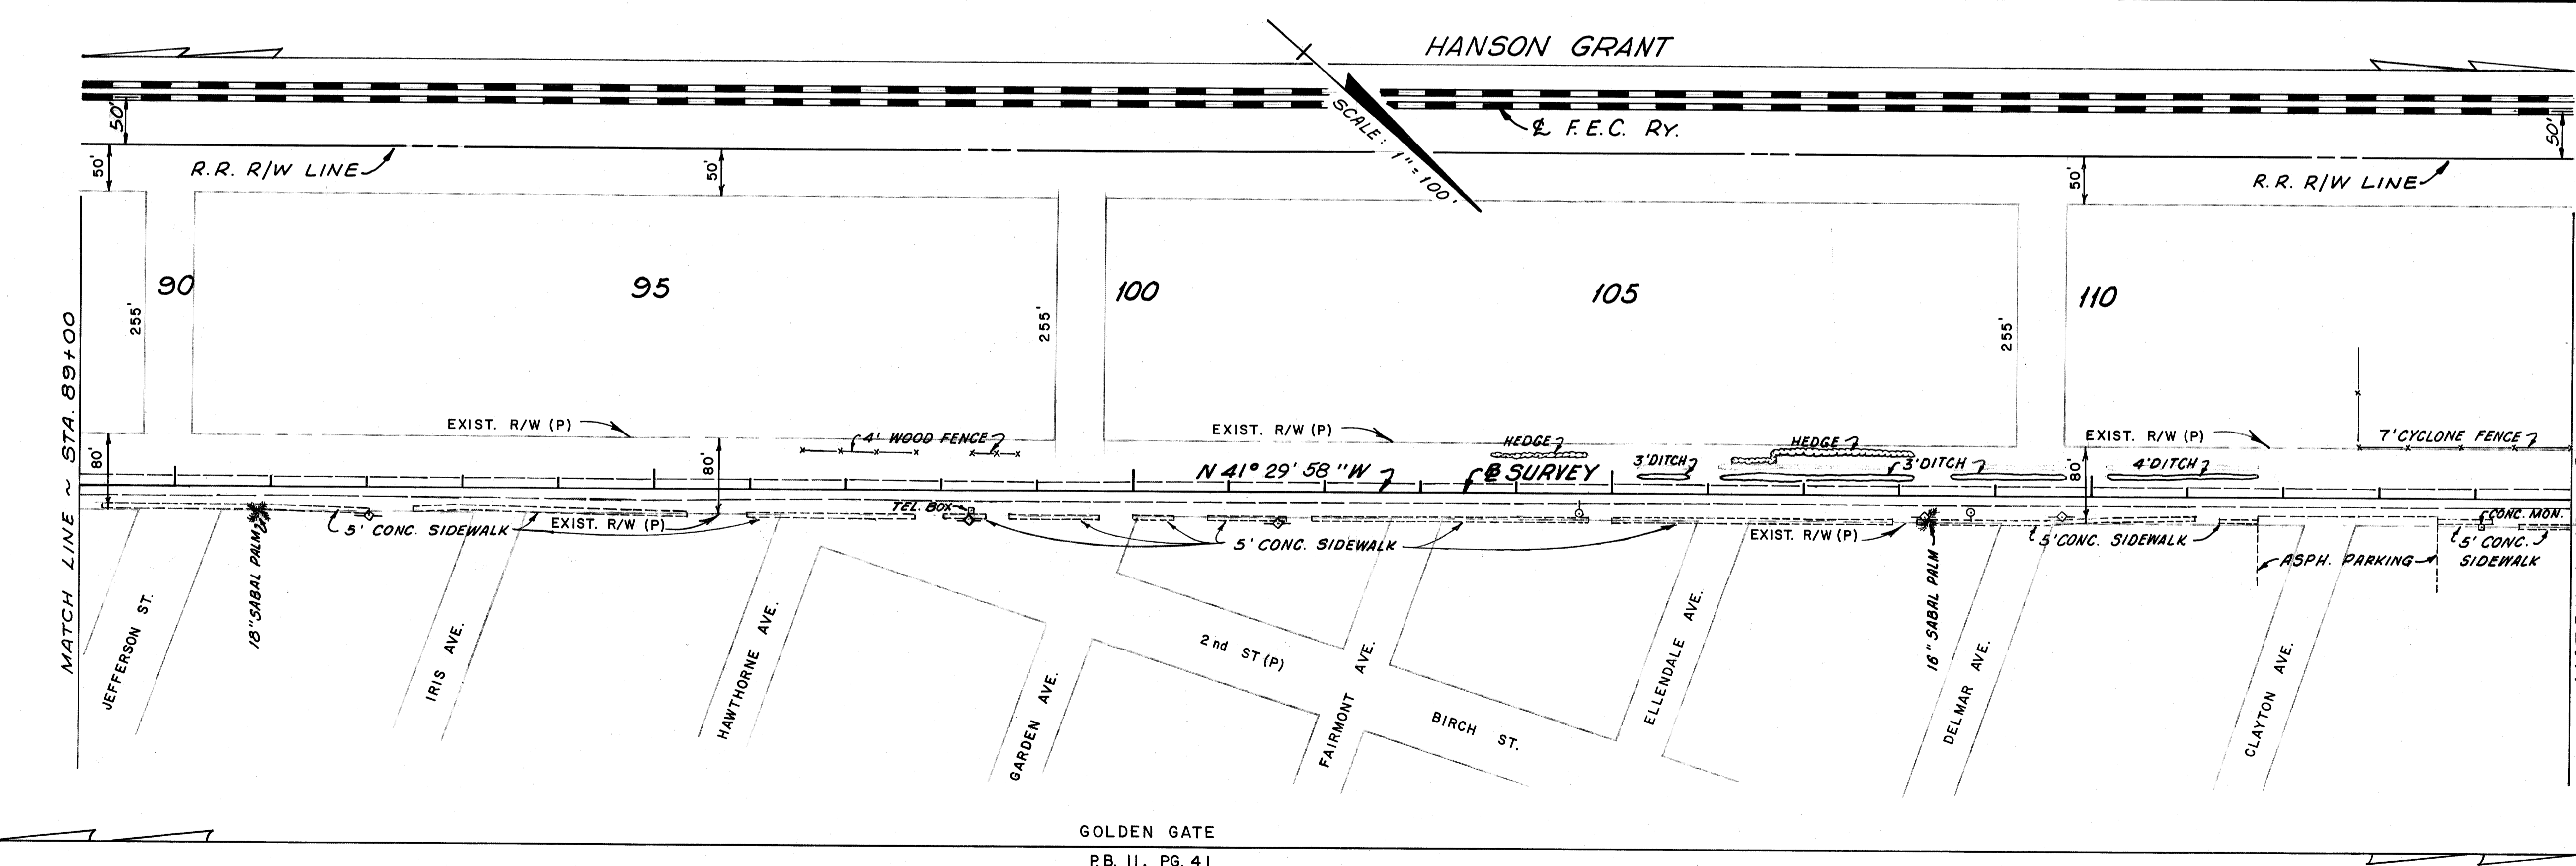 HANSON GRANT
SCALE: 1" = 100'
50'
℄ F.E.C. RY.
50'
50'
R.R. R/W LINE
50'
50'
R.R. R/W LINE
90
95
100
105
110
255'
255'
255'
MATCH LINE ~ STA. 89+00
EXIST. R/W (P)
4' WOOD FENCE
EXIST. R/W (P)
HEDGE
HEDGE
EXIST. R/W (P)
7' CYCLONE FENCE
80'
80'
N 41° 29' 58" W
B SURVEY
3' DITCH
3' DITCH
80'
4' DITCH
TEL. BOX
CONC. MON.
18" SABAL PALM
5' CONC. SIDEWALK
EXIST. R/W (P)
5' CONC. SIDEWALK
EXIST. R/W (P)
16" SABAL PALM
5' CONC. SIDEWALK
ASPH. PARKING
5' CONC.
SIDEWALK
JEFFERSON ST.
IRIS AVE.
HAWTHORNE AVE.
GARDEN AVE.
2nd ST (P)
FAIRMONT AVE.
BIRCH ST.
ELLENDALE AVE.
DELMAR AVE.
CLAYTON AVE.
GOLDEN GATE
P.B. 11, PG. 41